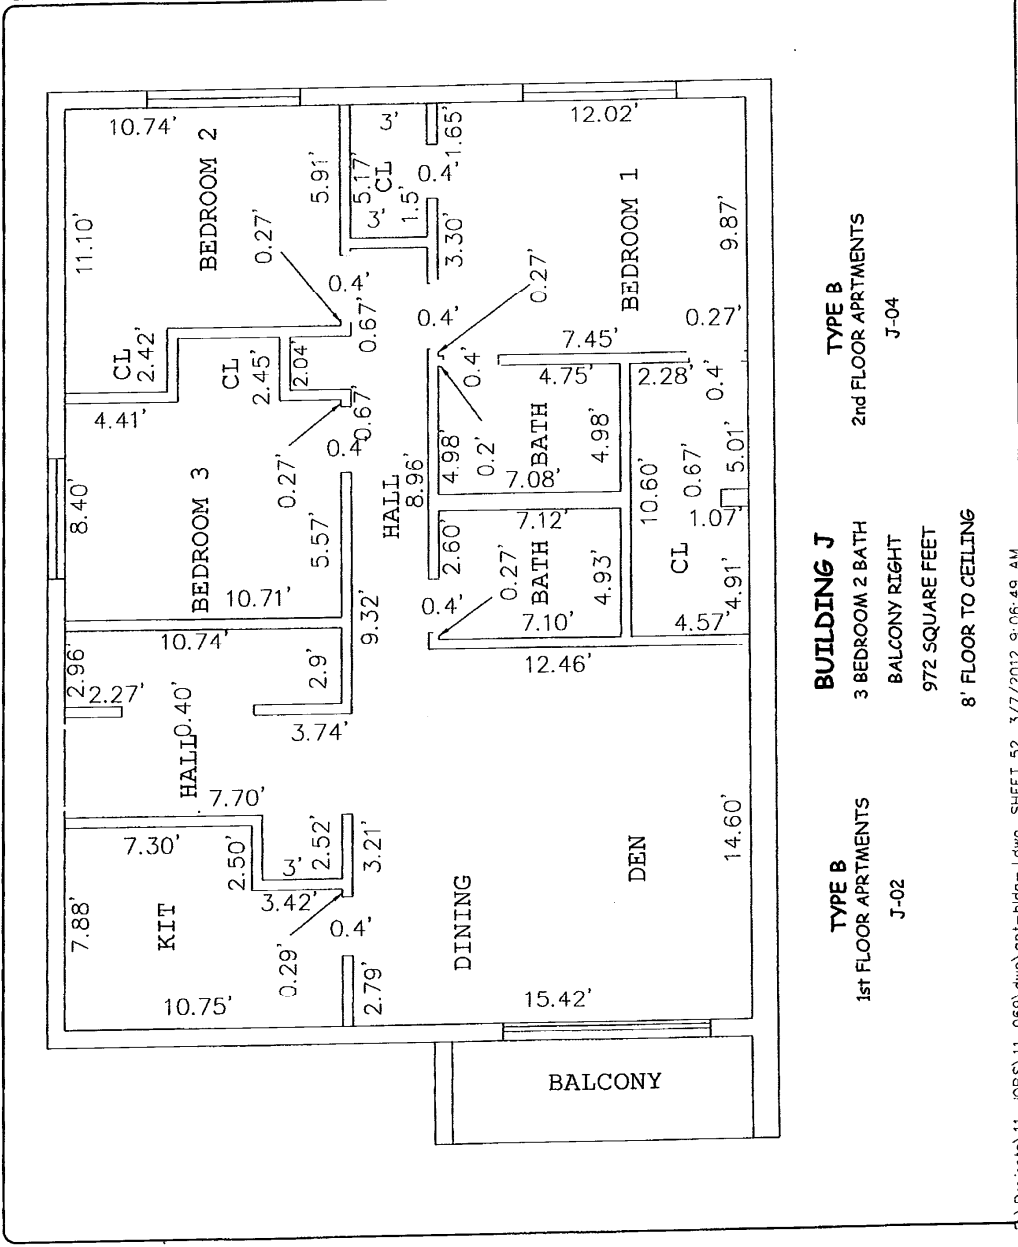 10.74'
BEDROOM 2
11.10'
5.91'
0.27'
3'
5.17'
CL
3'
1.5'
1.65'
0.4'
3.30'
12.02'
BEDROOM 1
9.87'
0.4'
0.67'
0.4'
0.27'
7.45'
0.27'
CL
2.42'
4.41'
CL
2.45'
2.04'
0.67'
0.4'
0.27'
8.40'
BEDROOM 3
5.57'
10.71'
HALL
8.96'
9.32'
4.98'
0.2'
0.4'
4.75'
BATH
4.98'
7.08'
2.28'
0.4'
10.60'
0.67'
5.01'
1.07'
CL
4.91'
4.57'
7.12'
2.60'
0.27'
BATH
4.93'
0.4'
7.10'
12.46'
10.74'
2.96'
2.27'
0.40'
2.9'
3.74'
HALL
7.70'
7.30'
2.50'
3'
2.52'
3.21'
3.42'
7.88'
KIT
0.29'
0.4'
10.75'
2.79'
DINING
DEN
14.60'
15.42'
BALCONY
TYPE B
1st FLOOR APRTMENTS
J-02
BUILDING J
3 BEDROOM 2 BATH
BALCONY RIGHT
972 SQUARE FEET
8' FLOOR TO CEILING
TYPE B
2nd FLOOR APRTMENTS
J-04
SHEET 52, 3/7/2012 9:06:49 AM